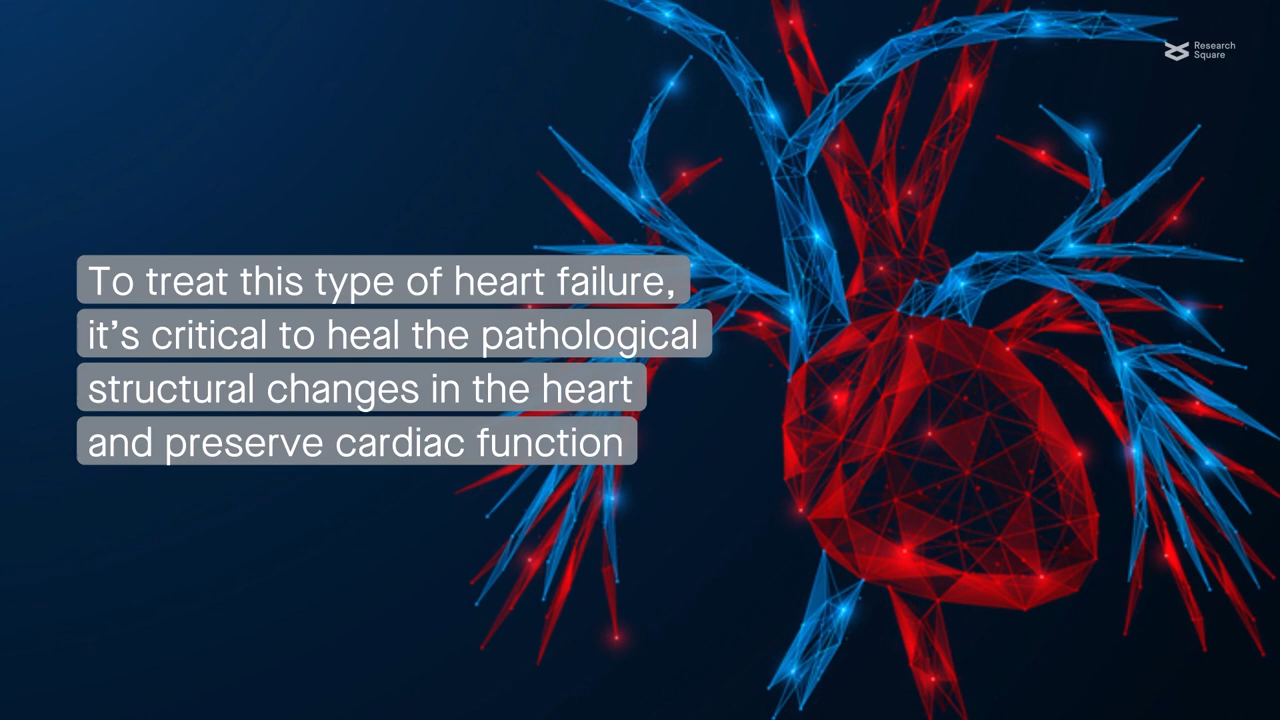 Research
Square
To treat this type of heart failure,
it’s critical to heal the pathological
structural changes in the heart
and preserve cardiac function